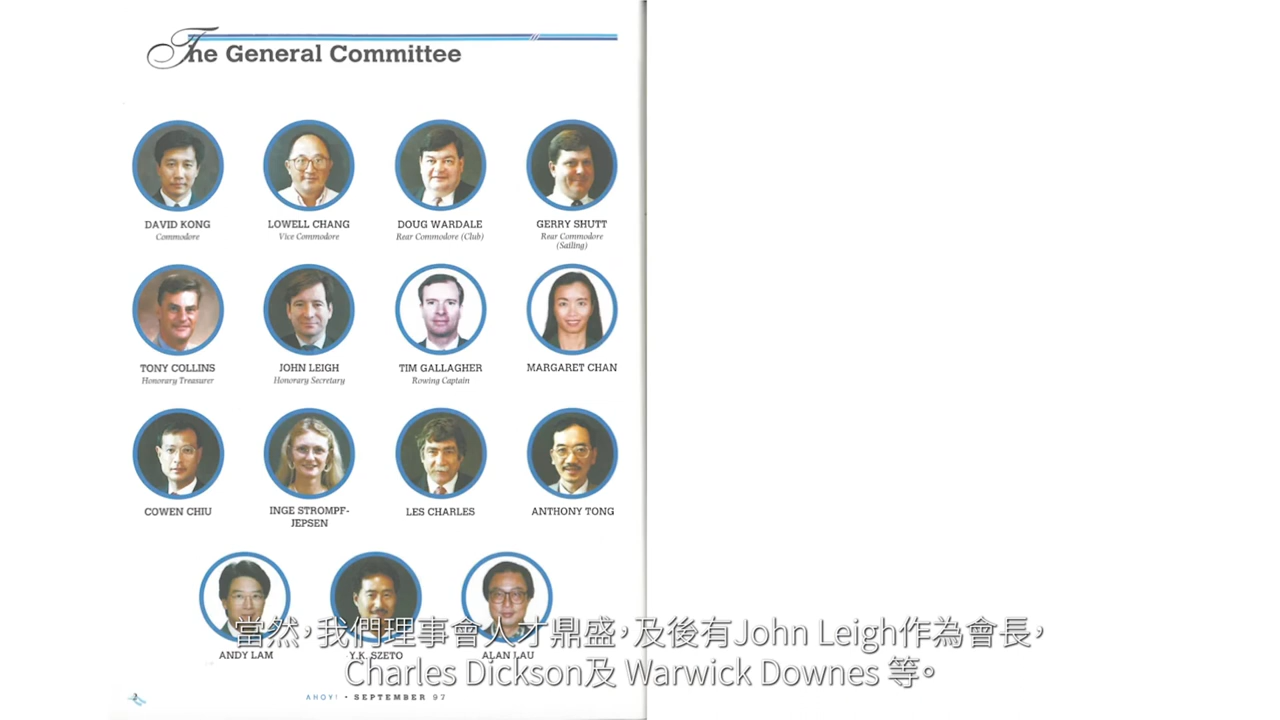 The General Committee
DAVID KONG
Commodore
LOWELL CHANG
Vice Commodore
DOUG WARDALE
Rear Commodore (Club)
GERRY SHUTT
Rear Commodore
(Sailing)
TONY COLLINS
Honorary Treasurer
JOHN LEIGH
Honorary Secretary
TIM GALLAGHER
Rowing Captain
MARGARET CHAN
COWEN CHIU
INGE STROMPF-
JEPSEN
LES CHARLES
ANTHONY TONG
ANDY LAM
Y.K. SZETO
ALAN LAU
當然,我們理事會人才鼎盛,及後有John Leigh作為會長,
Charles Dickson及 Warwick Downes 等。
AHOY! • SEPTEMBER 97